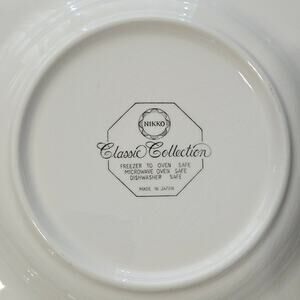 NIKKO
Classic Collection
FREEZER TO OVEN SAFE
MICROWAVE OVEN SAFE
DISHWASHER SAFE
MADE IN JAPAN